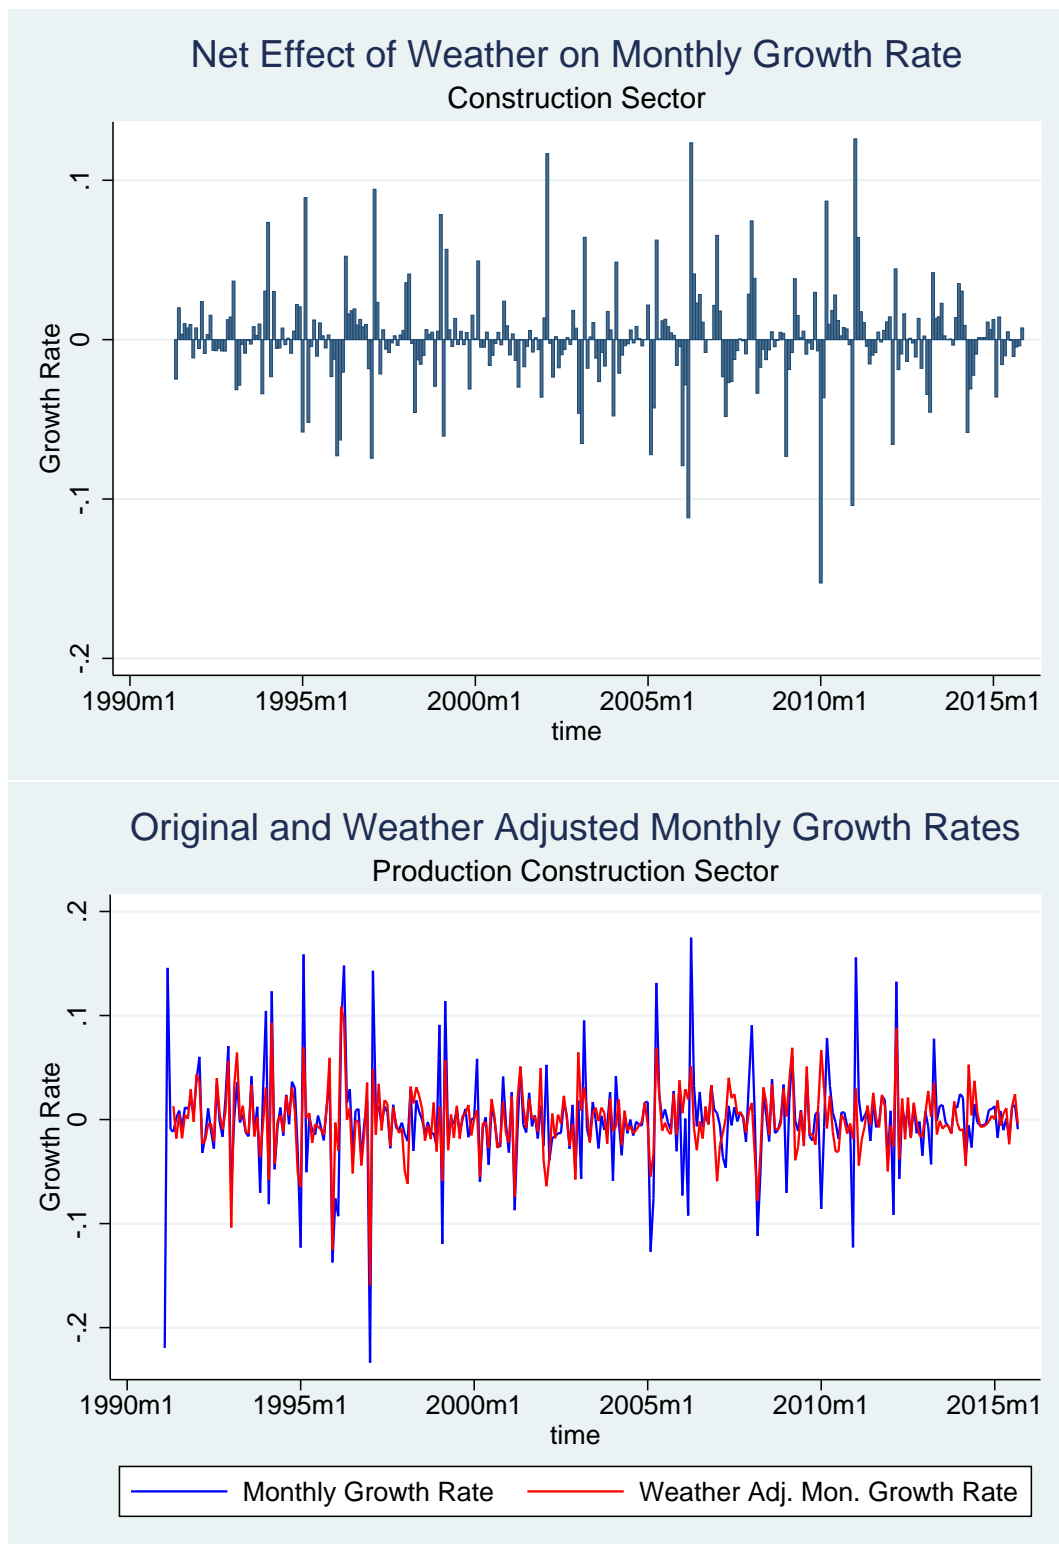 Net Effect of Weather on Monthly Growth Rate
Construction Sector
Growth Rate
.1
0
-.1
-.2
1990m1 1995m1 2000m1 2005m1 2010m1 2015m1
time
Original and Weather Adjusted Monthly Growth Rates
Production Construction Sector
Growth Rate
.2
.1
0
-.1
-.2
1990m1 1995m1 2000m1 2005m1 2010m1 2015m1
time
Monthly Growth Rate Weather Adj. Mon. Growth Rate